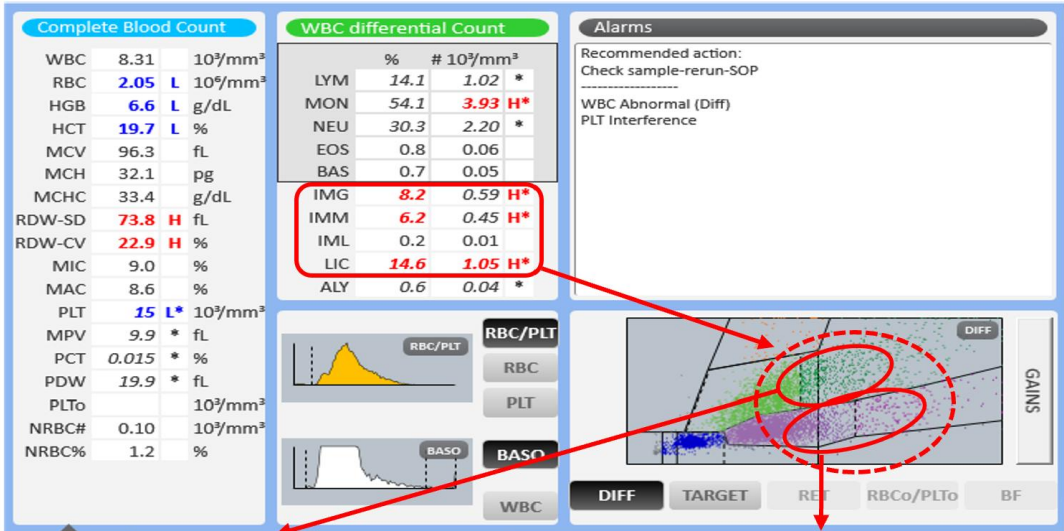 Complete Blood Count
WBC 8.31 10³/mm³
RBC 2.05 L 10⁶/mm³
HGB 6.6 L g/dL
HCT 19.7 L %
MCV 96.3 fL
MCH 32.1 pg
MCHC 33.4 g/dL
RDW-SD 73.8 H fL
RDW-CV 22.9 H %
MIC 9.0 %
MAC 8.6 %
PLT 15 L* 10³/mm³
MPV 9.9 * fL
PCT 0.015 * %
PDW 19.9 * fL
PLTo 10³/mm³
NRBC# 0.10 10³/mm³
NRBC% 1.2 %
WBC differential Count
% # 10³/mm³
LYM 14.1 1.02 *
MON 54.1 3.93 H*
NEU 30.3 2.20 *
EOS 0.8 0.06
BAS 0.7 0.05
IMG 8.2 0.59 H*
IMM 6.2 0.45 H*
IML 0.2 0.01
LIC 14.6 1.05 H*
ALY 0.6 0.04 *
Alarms
Recommended action:
Check sample-rerun-SOP
------------------
WBC Abnormal (Diff)
PLT Interference
RBC/PLT
RBC/PLT
RBC
PLT
BASO
BASO
WBC
DIFF
GAINS
DIFF TARGET RET RBCo/PLTo BF